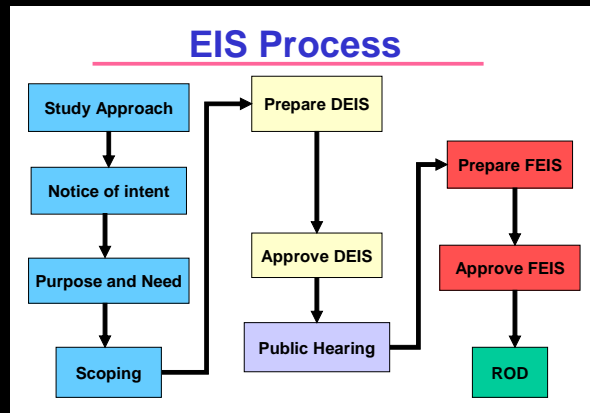 EIS Process
Study Approach
Notice of intent
Purpose and Need
Scoping
Prepare DEIS
Approve DEIS
Public Hearing
Prepare FEIS
Approve FEIS
ROD